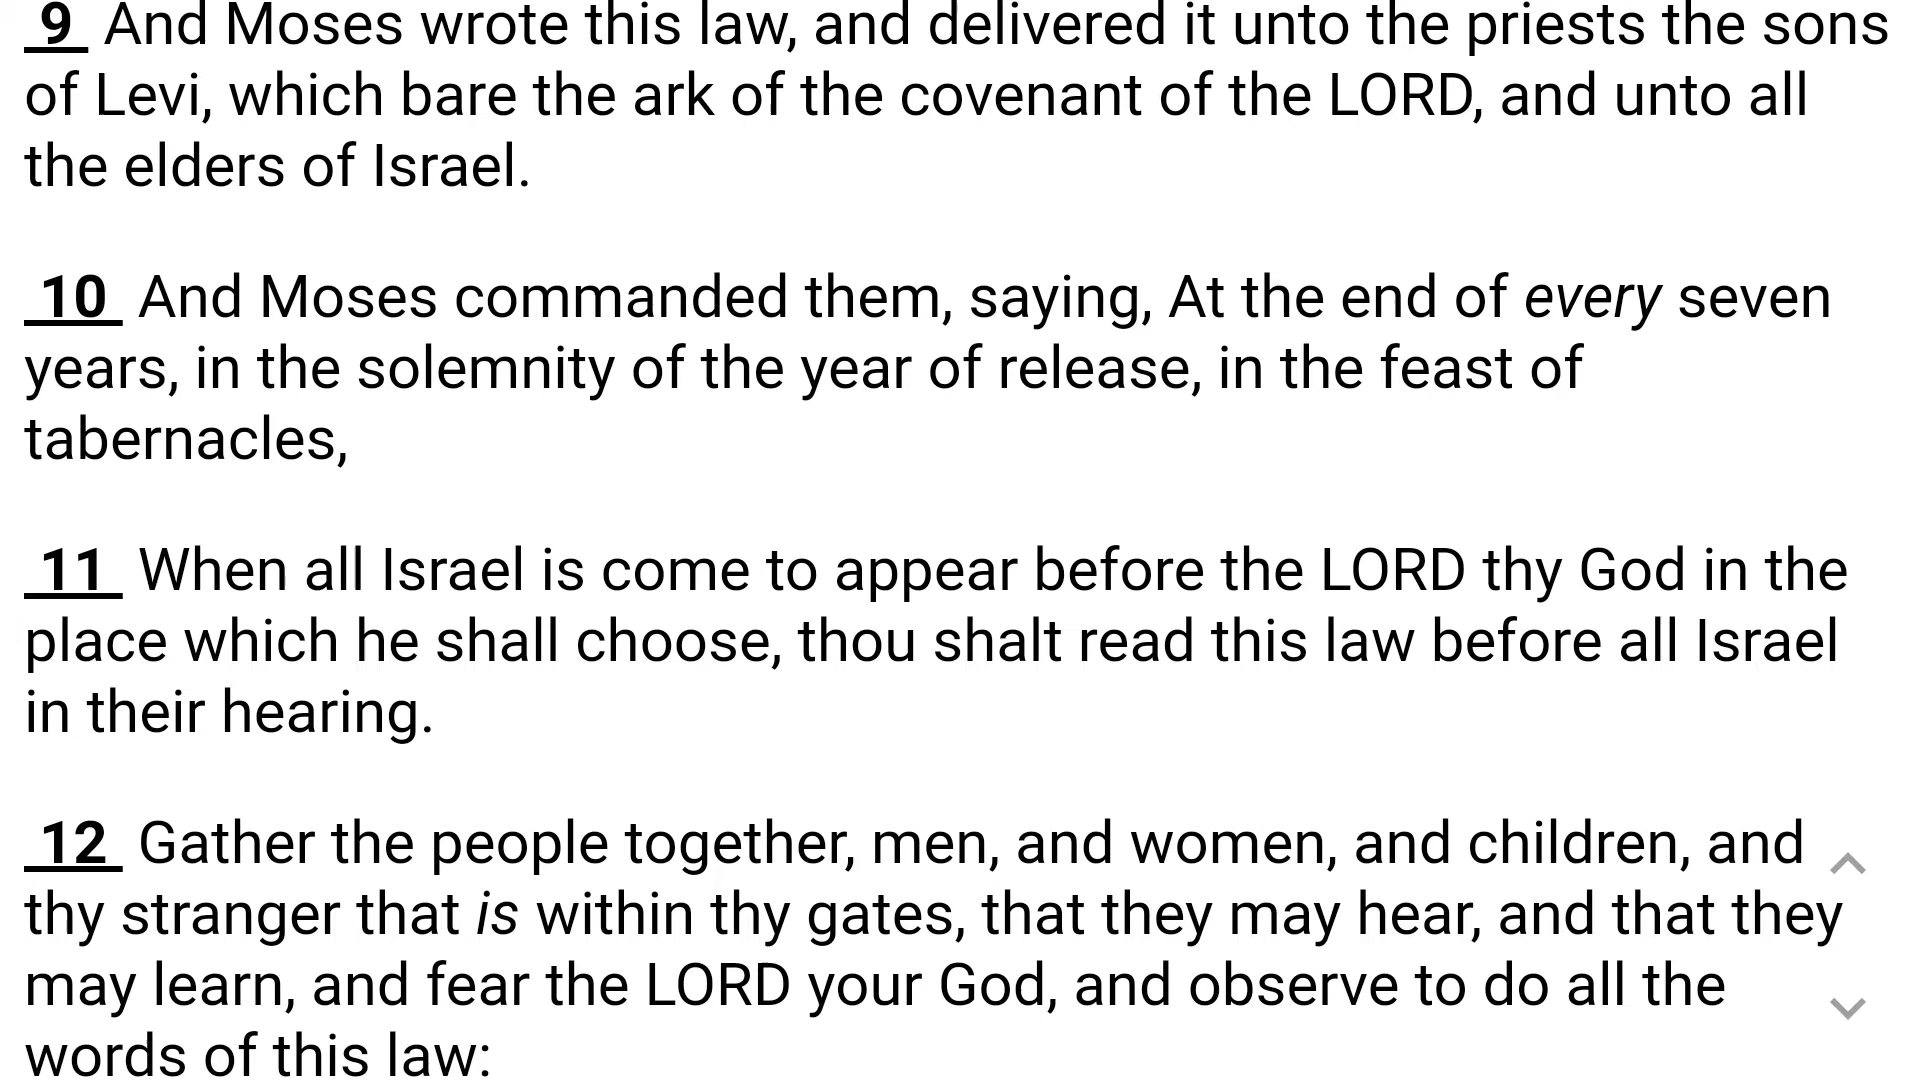 9 And Moses wrote this law, and delivered it unto the priests the sons
of Levi, which bare the ark of the covenant of the LORD, and unto all
the elders of Israel.
10 And Moses commanded them, saying, At the end of every seven
years, in the solemnity of the year of release, in the feast of
tabernacles,
11 When all Israel is come to appear before the LORD thy God in the
place which he shall choose, thou shalt read this law before all Israel
in their hearing.
12 Gather the people together, men, and women, and children, and
thy stranger that is within thy gates, that they may hear, and that they
may learn, and fear the LORD your God, and observe to do all the
words of this law: